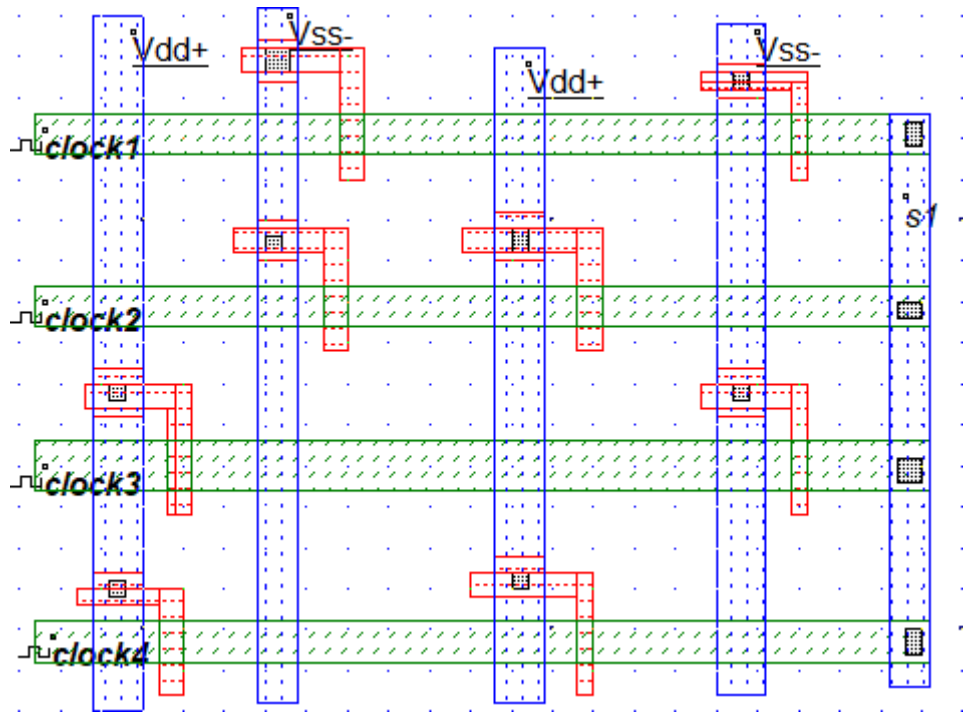 Vdd+
Vss-
Vdd+
Vss-
clock1
s1
clock2
clock3
clock4